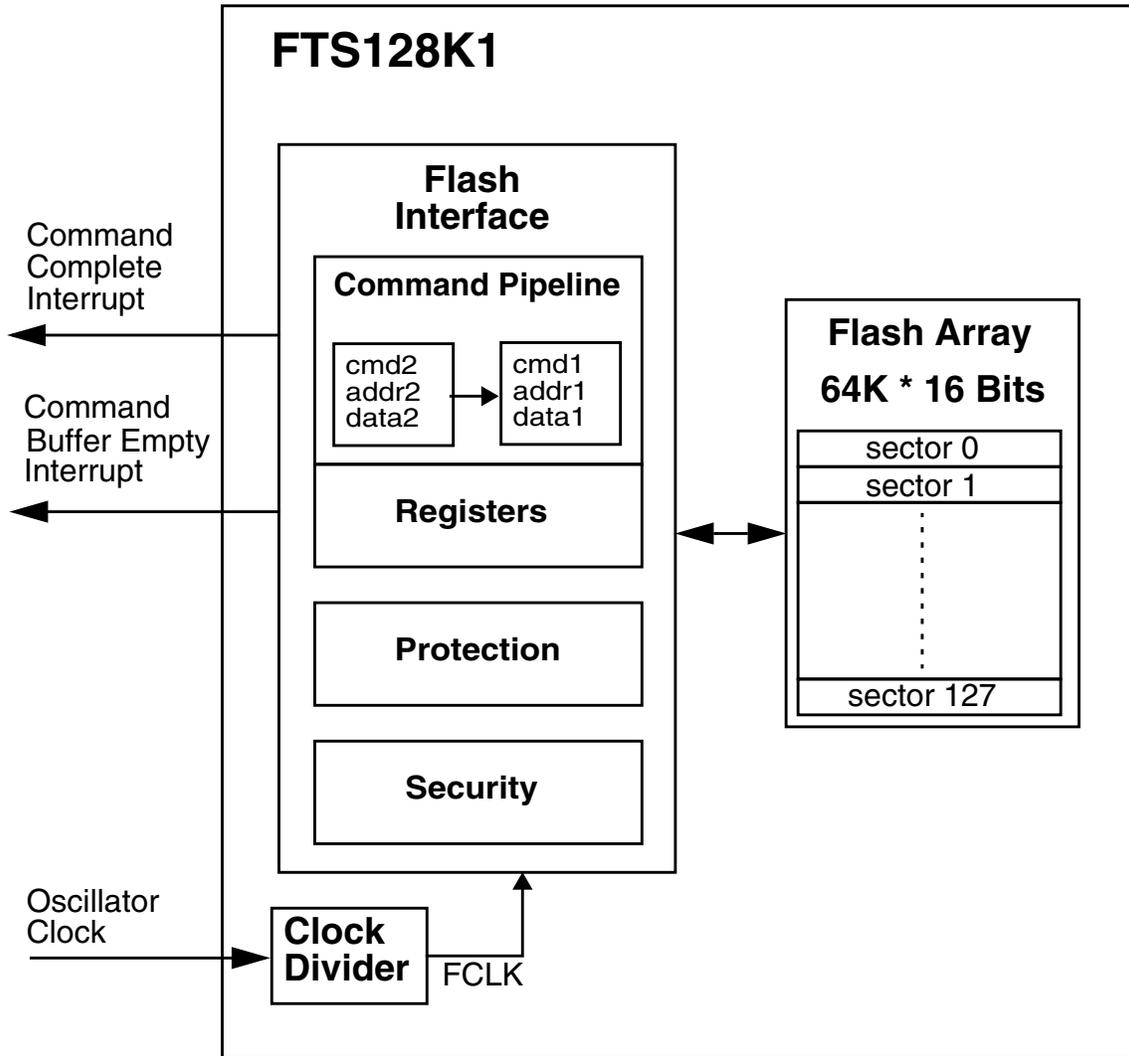 FTS128K1
Flash
Interface
Command
Complete
Interrupt
Command Pipeline
cmd2
addr2
data2
cmd1
addr1
data1
Command
Buffer Empty
Interrupt
Registers
Protection
Security
Flash Array
64K * 16 Bits
sector 0
sector 1
sector 127
Oscillator
Clock
Clock
Divider
FCLK